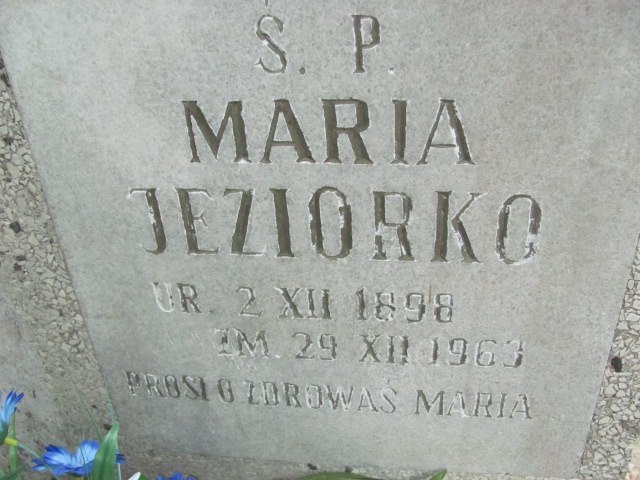 Ś. P.
MARIA
JEZIORKO
UR. 2 XII 1898
ZM. 29 XII 1963
PROSI O ZDROWAŚ MARIA